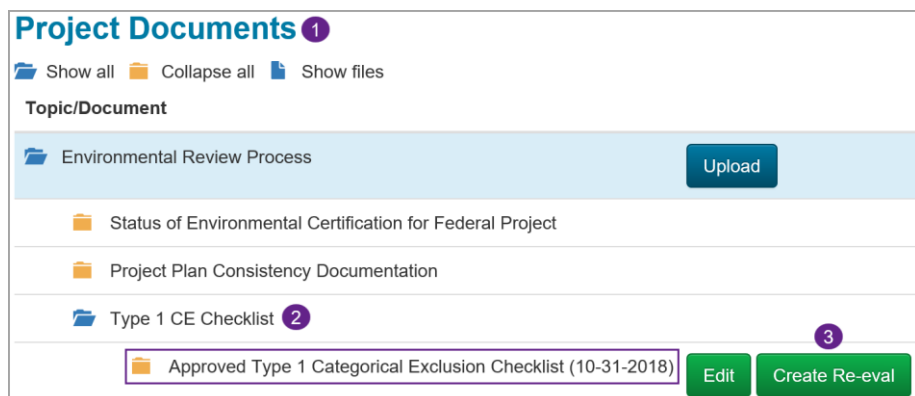 Project Documents 1
Show all Collapse all Show files
Topic/Document
Environmental Review Process Upload
Status of Environmental Certification for Federal Project
Project Plan Consistency Documentation
Type 1 CE Checklist 2
3
Approved Type 1 Categorical Exclusion Checklist (10-31-2018) Edit Create Re-eval